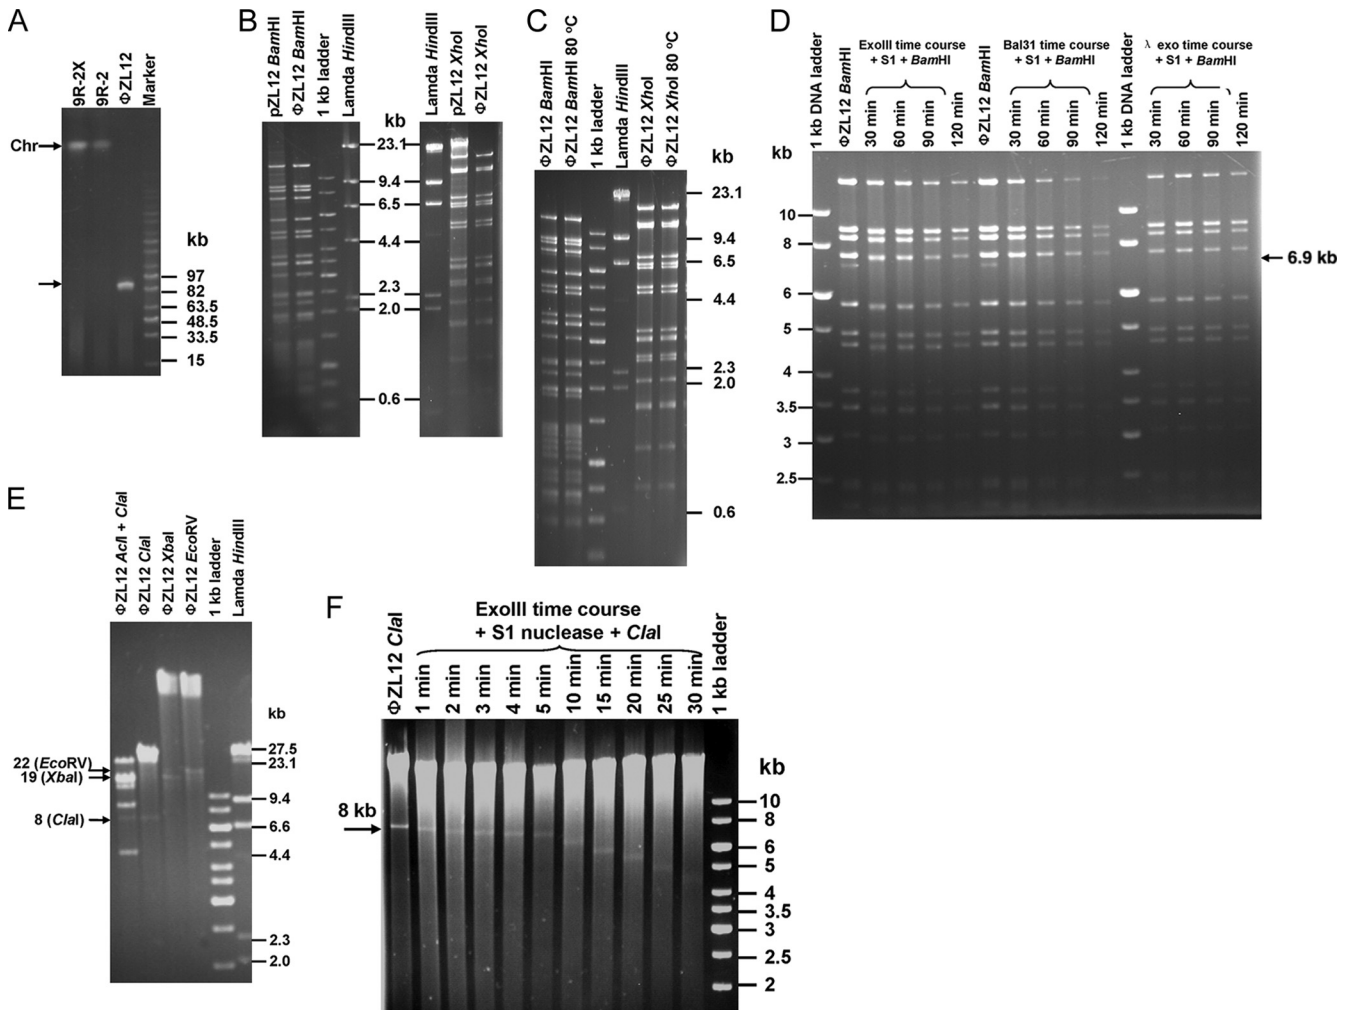 A
9R-2X
9R-2
ΦZL12
Marker
Chr
kb
97
82
63.5
48.5
33.5
15
B
pZL12 BamHI
ΦZL12 BamHI
1 kb ladder
Lamda HindIII
Lamda HindIII
pZL12 XhoI
ΦZL12 XhoI
kb
23.1
9.4
6.5
4.4
2.3
2.0
0.6
C
ΦZL12 BamHI
ΦZL12 BamHI 80 ºC
1 kb ladder
Lamda HindIII
ΦZL12 XhoI
ΦZL12 XhoI 80 ºC
kb
23.1
9.4
6.5
4.4
2.3
2.0
0.6
D
1 kb DNA ladder
ΦZL12 BamHI
ExoIII time course
+ S1 + BamHI
30 min
60 min
90 min
120 min
ΦZL12 BamHI
Bal31 time course
+ S1 + BamHI
30 min
60 min
90 min
120 min
1 kb DNA ladder
λ exo time course
+ S1 + BamHI
30 min
60 min
90 min
120 min
kb
10
8
6
5
4
3.5
3
2.5
6.9 kb
E
ΦZL12 AclI + ClaI
ΦZL12 ClaI
ΦZL12 XbaI
ΦZL12 EcoRV
1 kb ladder
Lamda HindIII
kb
22 (EcoRV)
19 (XbaI)
8 (ClaI)
27.5
23.1
9.4
6.6
4.4
2.3
2.0
F
ExoIII time course
+ S1 nuclease + ClaI
ΦZL12 ClaI
1 min
2 min
3 min
4 min
5 min
10 min
15 min
20 min
25 min
30 min
1 kb ladder
8 kb
kb
10
8
6
5
4
3.5
3
2.5
2